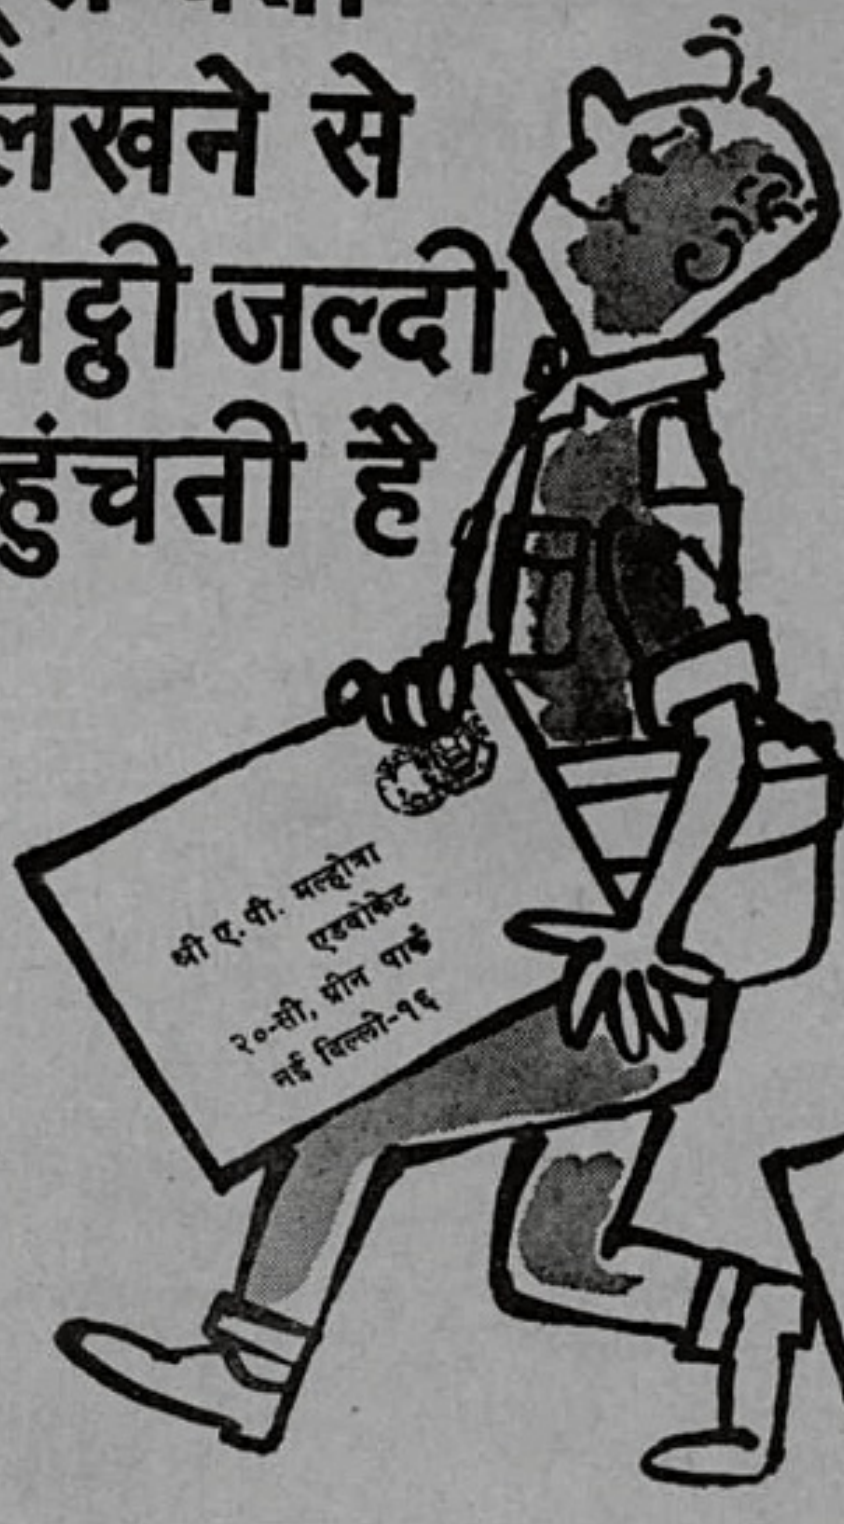 लखने से
चिट्ठी जल्दी
हुंचती है
श्री ए.पी. मल्होत्रा
एडवोकेट
२०-सी, ग्रीन पार्क
नई दिल्ली-१६